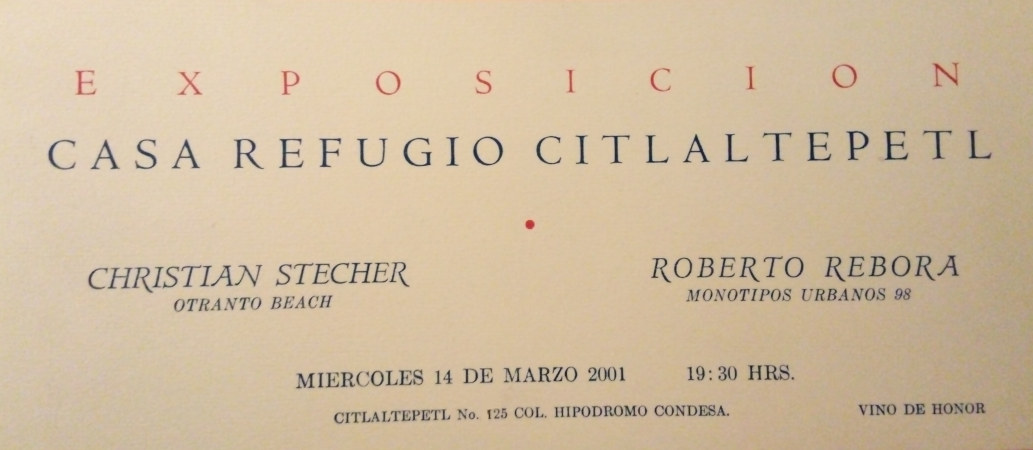 EXPOSICION
CASA REFUGIO CITLALTEPETL
CHRISTIAN STECHER
OTRANTO BEACH
ROBERTO REBORA
MONOTIPOS URBANOS 98
MIERCOLES 14 DE MARZO 2001 19:30 HRS.
CITLALTEPETL No. 125 COL. HIPODROMO CONDESA. VINO DE HONOR